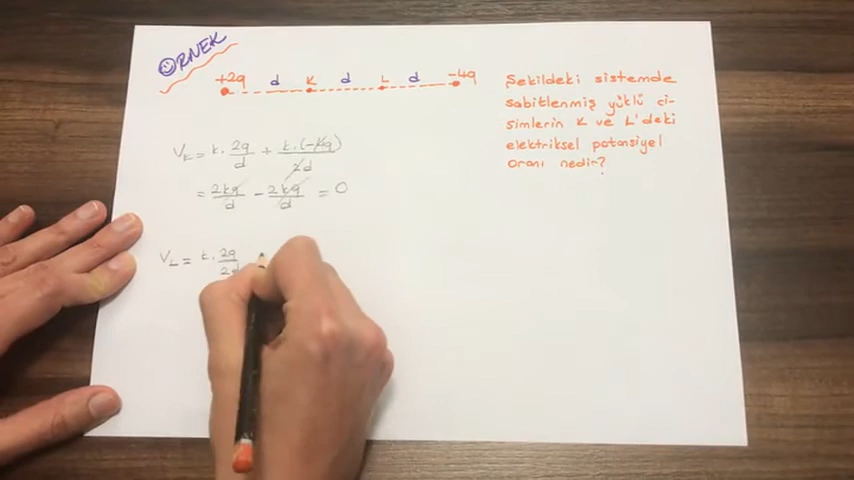 ÖRNEK
+2q d K d L d -4q
Şekildeki sistemde
sabitlenmiş yüklü ci-
simlerin K ve L'deki
elektriksel potansiyel
oranı nedir?
V_K = k. 2q/d + k.(-4q)/2d
= 2kq/d - 2kq/d = 0
V_L = k. 2q/2d